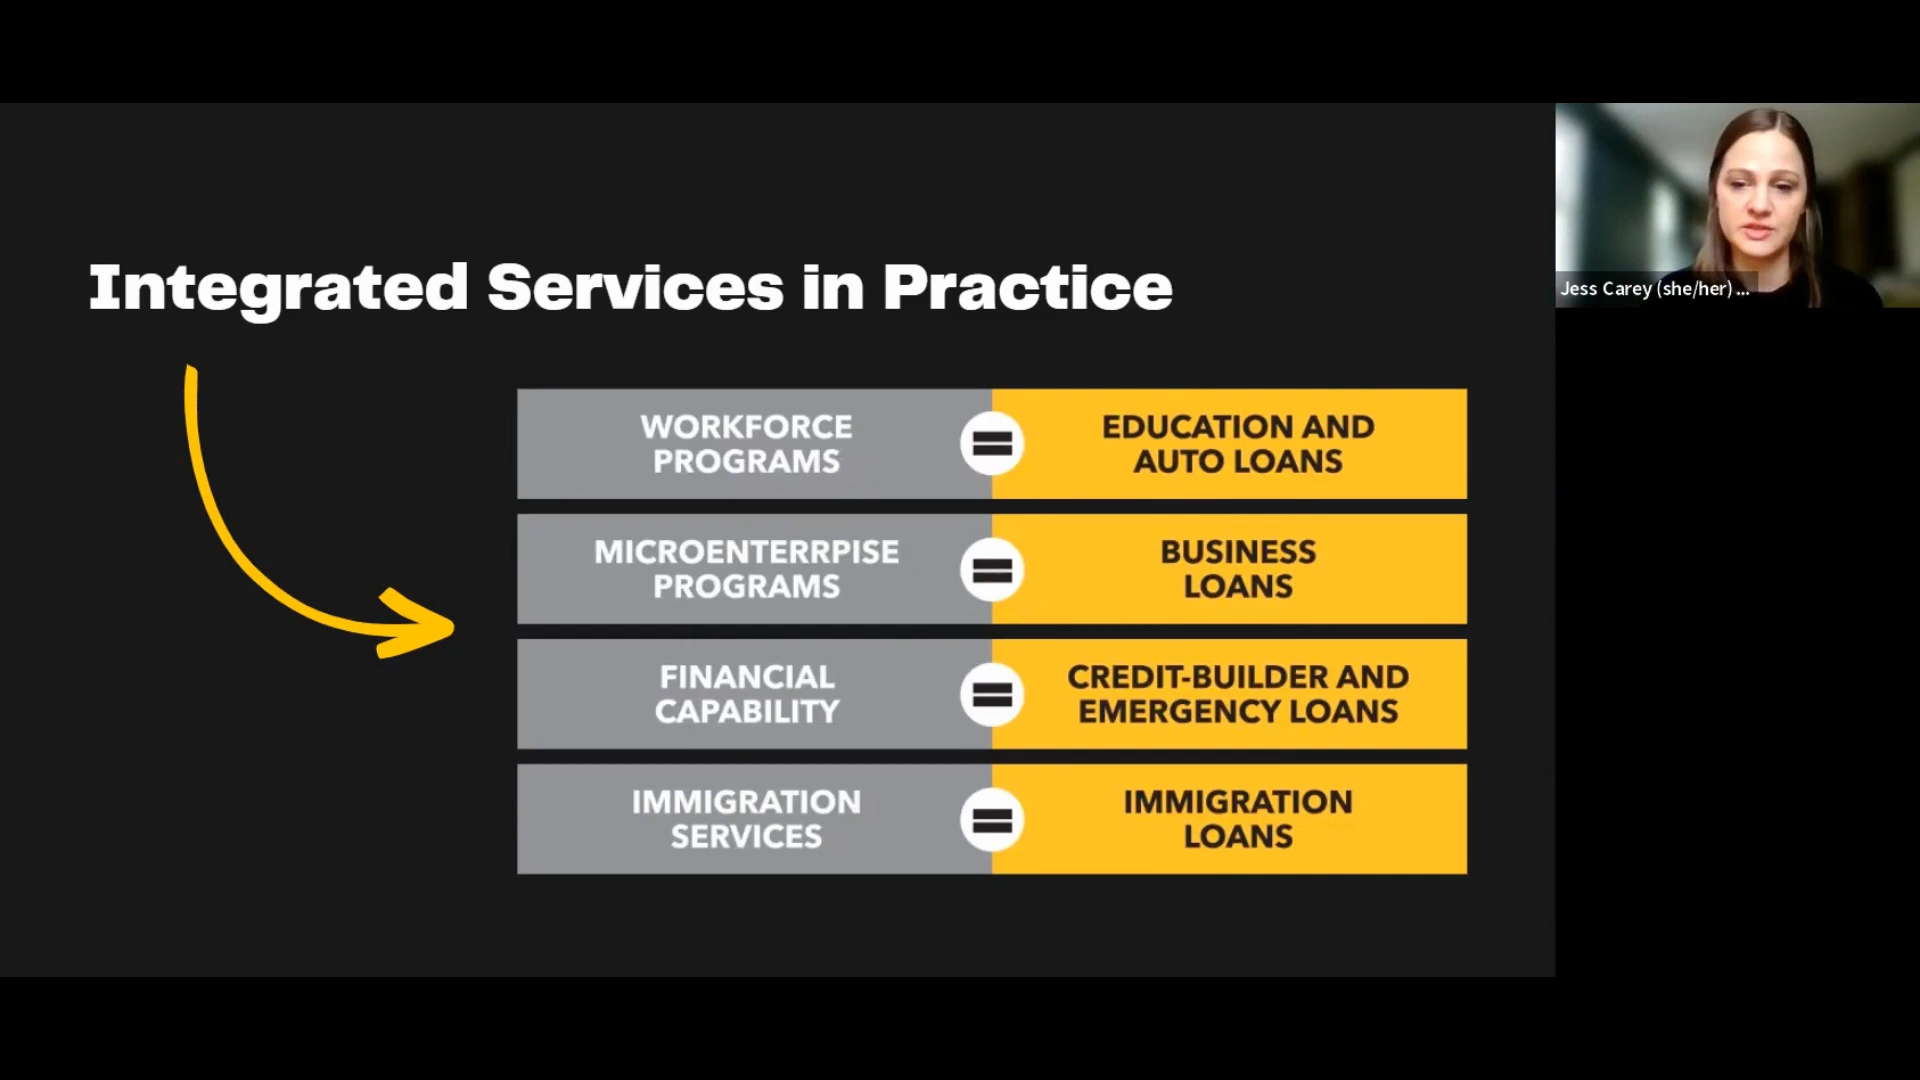 Integrated Services in Practice
WORKFORCE
PROGRAMS
EDUCATION AND
AUTO LOANS
MICROENTERRPISE
PROGRAMS
BUSINESS
LOANS
FINANCIAL
CAPABILITY
CREDIT-BUILDER AND
EMERGENCY LOANS
IMMIGRATION
SERVICES
IMMIGRATION
LOANS
Jess Carey (she/her) ...